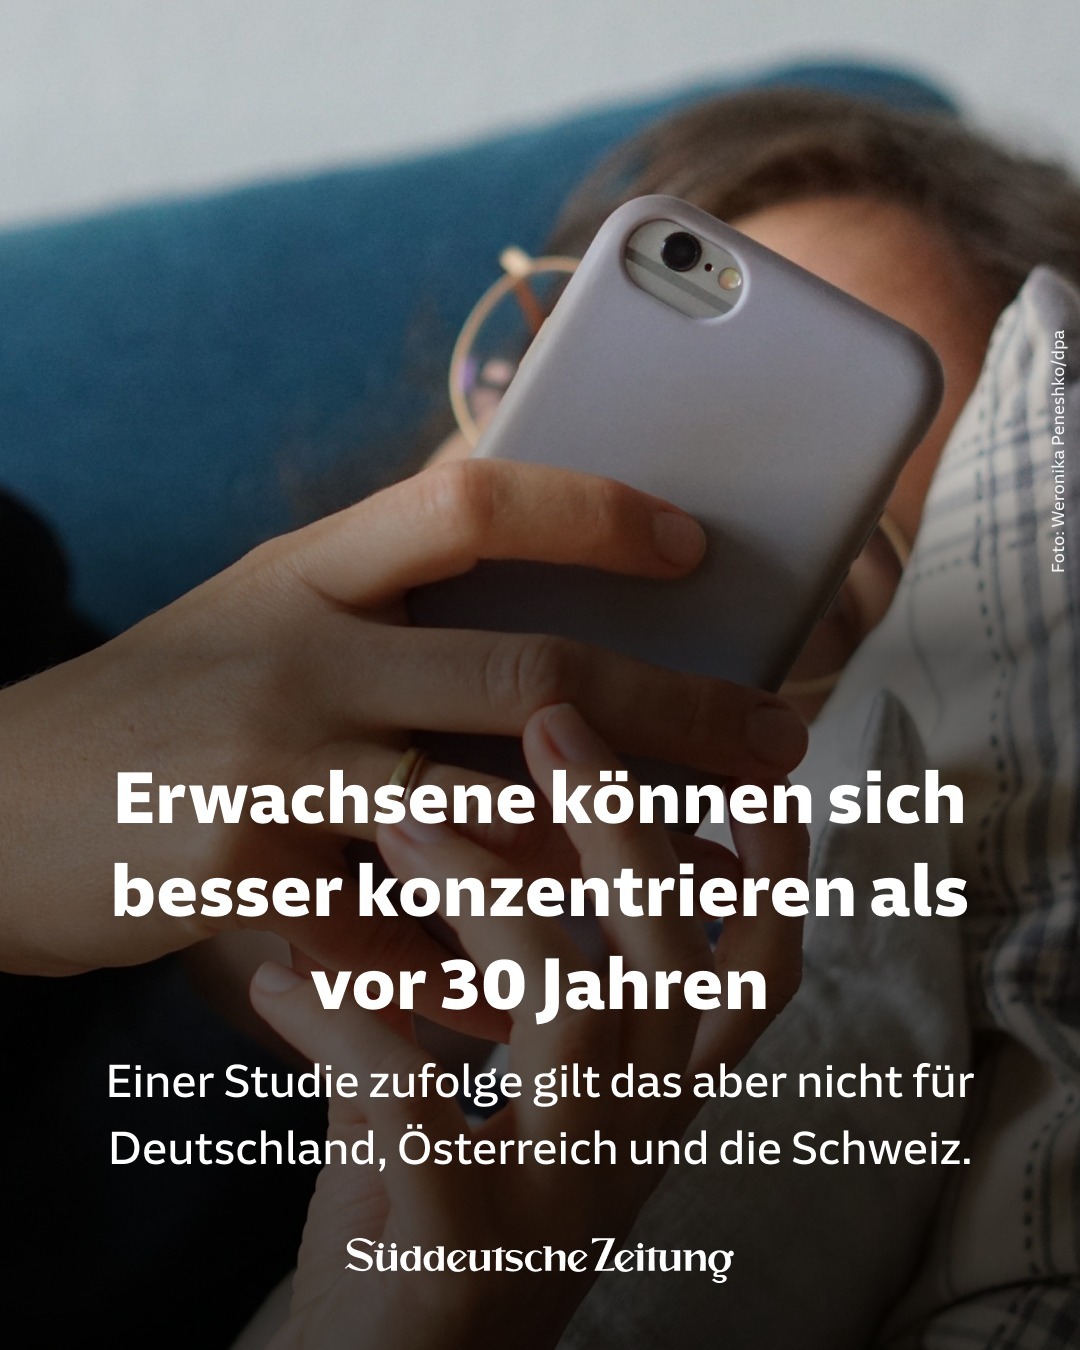 Foto: Weronika Peneshko/dpa
Erwachsene können sich
besser konzentrieren als
vor 30 Jahren
Einer Studie zufolge gilt das aber nicht für
Deutschland, Österreich und die Schweiz.
Süddeutsche Zeitung